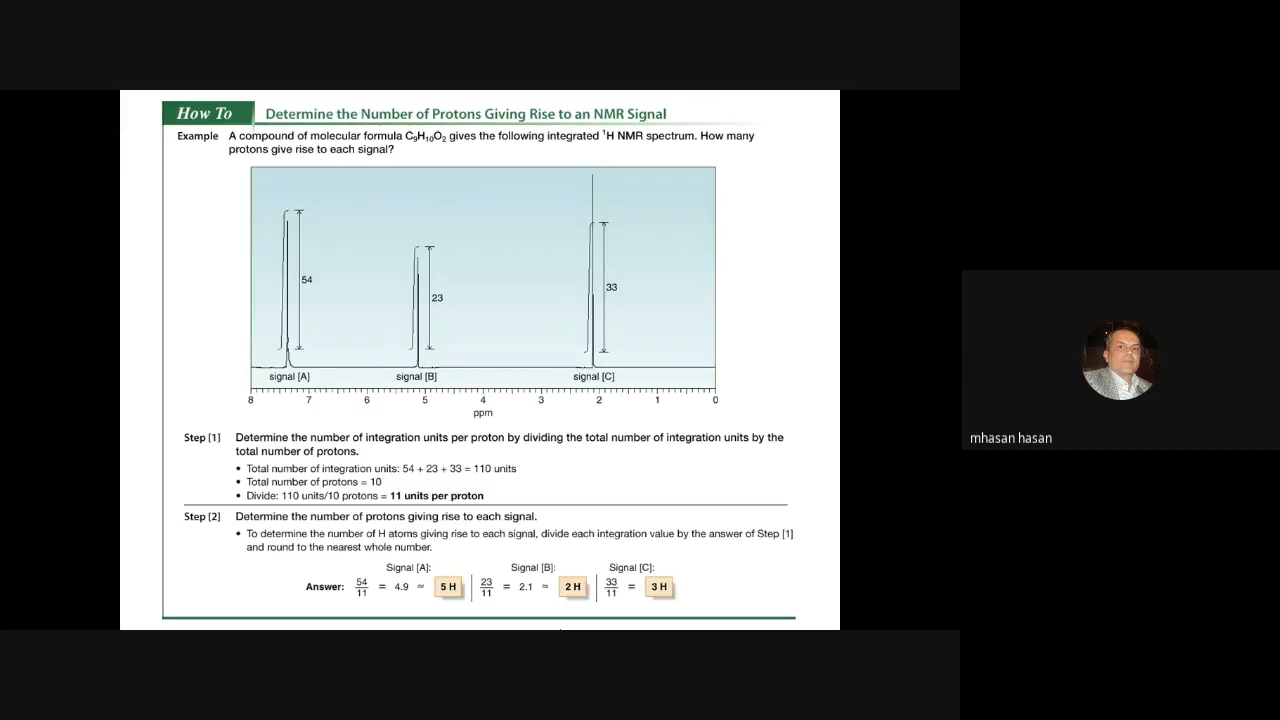 How To Determine the Number of Protons Giving Rise to an NMR Signal
Example A compound of molecular formula C₉H₁₀O₂ gives the following integrated ¹H NMR spectrum. How many
protons give rise to each signal?
54
23
33
signal [A] signal [B] signal [C]
8 7 6 5 4 3 2 1 0
ppm
Step [1] Determine the number of integration units per proton by dividing the total number of integration units by the
total number of protons.
• Total number of integration units: 54 + 23 + 33 = 110 units
• Total number of protons = 10
• Divide: 110 units/10 protons = 11 units per proton
Step [2] Determine the number of protons giving rise to each signal.
• To determine the number of H atoms giving rise to each signal, divide each integration value by the answer of Step [1]
and round to the nearest whole number.
Signal [A]: Signal [B]: Signal [C]:
Answer: 54/11 = 4.9 ≈ 5 H 23/11 = 2.1 ≈ 2 H 33/11 = 3 H
mhasan hasan